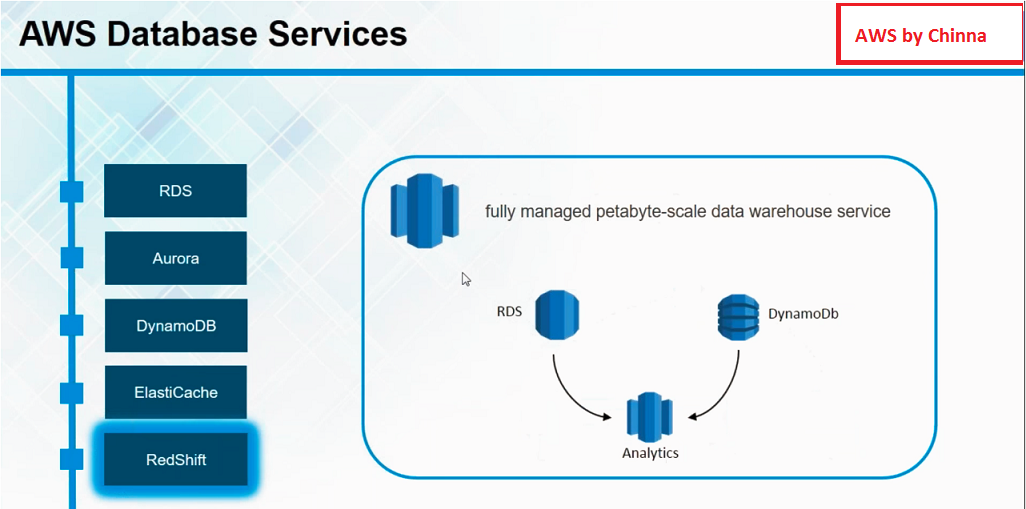 AWS Database Services
AWS by Chinna
RDS
Aurora
DynamoDB
ElastiCache
RedShift
fully managed petabyte-scale data warehouse service
RDS
DynamoDb
Analytics